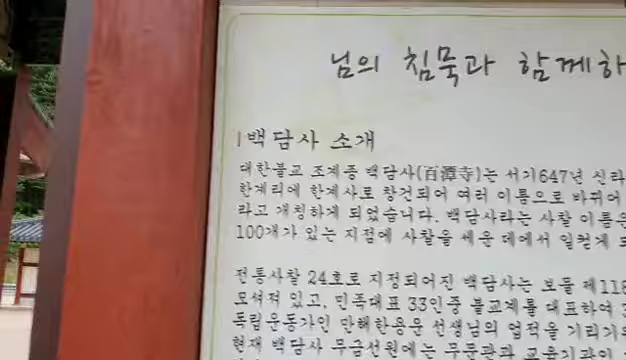 님의 침묵과 함께하
백담사 소개
대한불교 조계종 백담사(百潭寺)는 서기647년 신라
한계리에 한계사로 창건되어 여러 이름으로 바뀌어
라고 개칭하게 되었습니다. 백담사라는 사찰 이름은
100개가 있는 지점에 사찰을 세운 데에서 일컫게 되
전통사찰 24호로 지정되어진 백담사는 보물 제118
모셔져 있고, 민족대표 33인중 불교계를 대표하여 3
독립운동가인 만해한용운 선생님의 업적을 기리기
현재 백담사 무금선원에는 무문관과 교육기관이